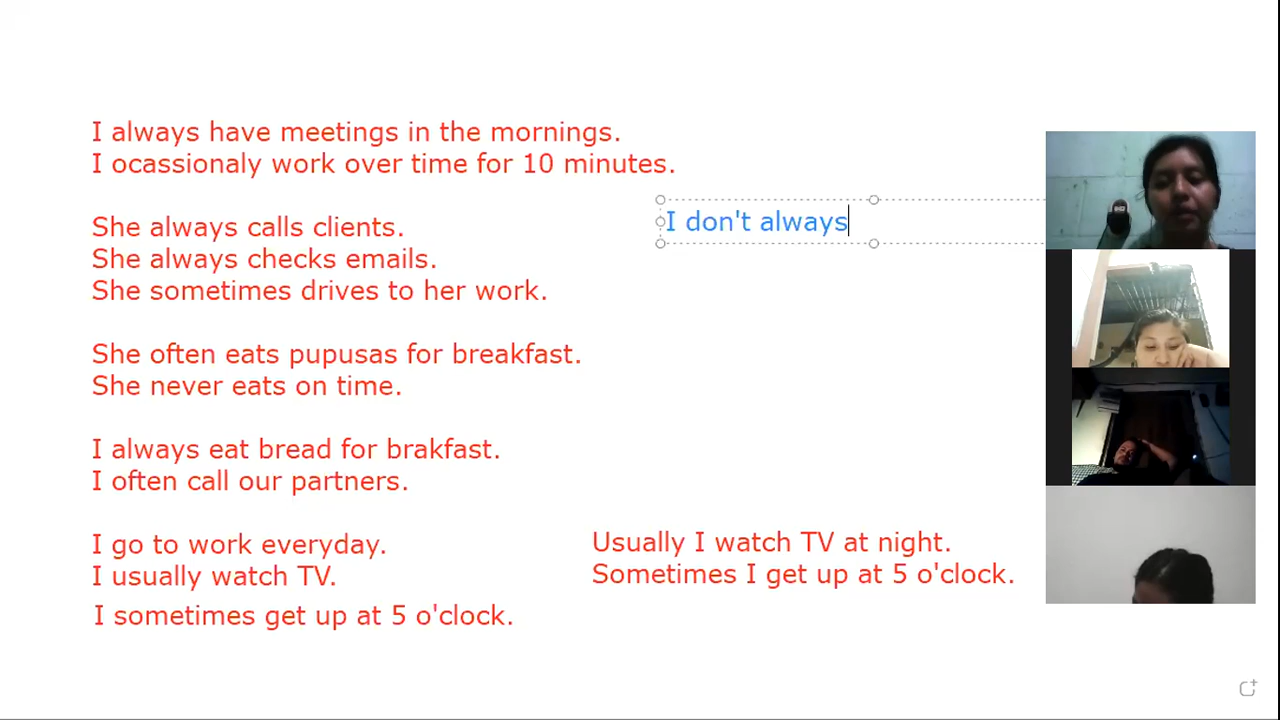 I always have meetings in the mornings.
I ocassionaly work over time for 10 minutes.
I don't always
She always calls clients.
She always checks emails.
She sometimes drives to her work.
She often eats pupusas for breakfast.
She never eats on time.
I always eat bread for brakfast.
I often call our partners.
I go to work everyday.
I usually watch TV.
I sometimes get up at 5 o'clock.
Usually I watch TV at night.
Sometimes I get up at 5 o'clock.